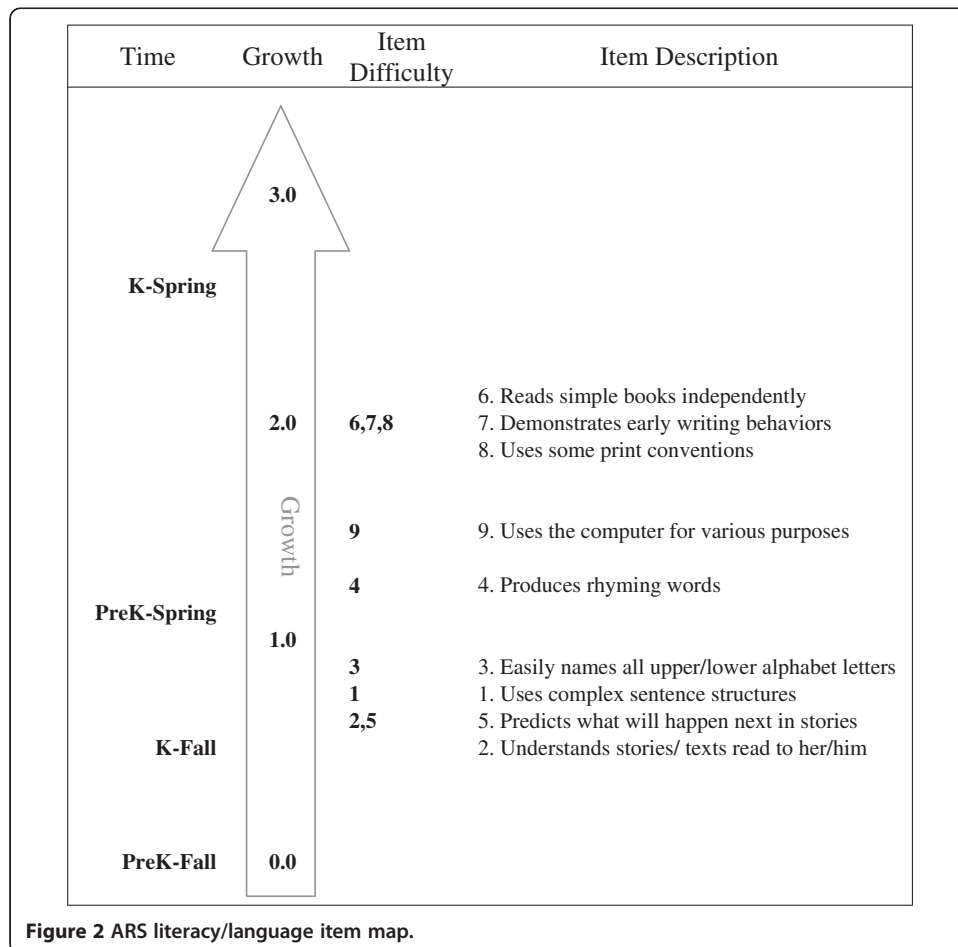 Time Growth Item Difficulty Item Description
3.0
K-Spring
6. Reads simple books independently
2.0 6,7,8 7. Demonstrates early writing behaviors
8. Uses some print conventions
Growth
9 9. Uses the computer for various purposes
4 4. Produces rhyming words
PreK-Spring
1.0
3 3. Easily names all upper/lower alphabet letters
1 1. Uses complex sentence structures
2,5 5. Predicts what will happen next in stories
K-Fall 2. Understands stories/ texts read to her/him
PreK-Fall 0.0
Figure 2 ARS literacy/language item map.